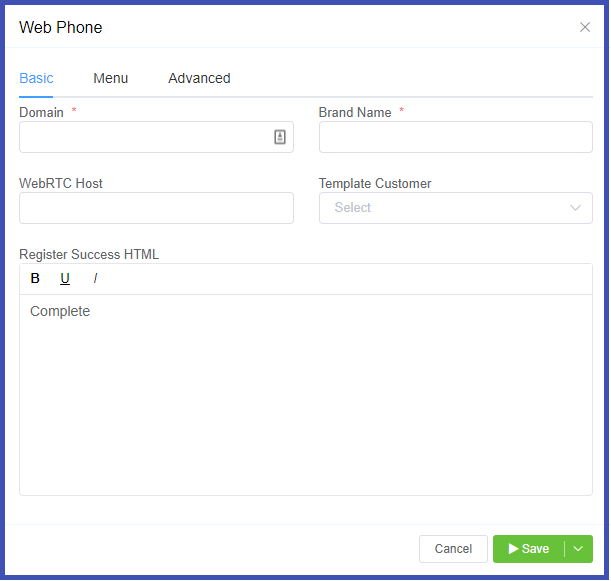 Web Phone
Basic Menu Advanced
Domain * Brand Name *
WebRTC Host Template Customer
Select
Register Success HTML
B U I
Complete
Cancel Save